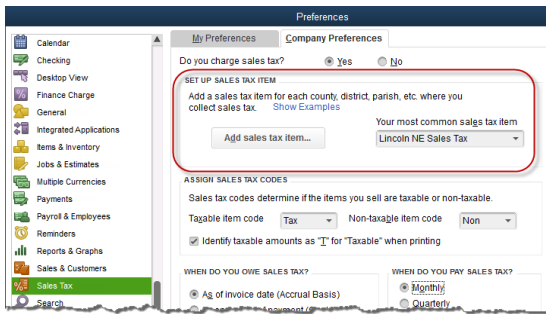 Preferences
Calendar
Checking
Desktop View
Finance Charge
General
Integrated Applications
Items & Inventory
Jobs & Estimates
Multiple Currencies
Payments
Payroll & Employees
Reminders
Reports & Graphs
Sales & Customers
Sales Tax
Search
My Preferences Company Preferences
Do you charge sales tax? Yes No
SET UP SALES TAX ITEM
Add a sales tax item for each county, district, parish, etc. where you
collect sales tax. Show Examples
Your most common sales tax item
Add sales tax item... Lincoln NE Sales Tax
ASSIGN SALES TAX CODES
Sales tax codes determine if the items you sell are taxable or non-taxable.
Taxable item code Tax Non-taxable item code Non
Identify taxable amounts as "T" for "Taxable" when printing
WHEN DO YOU OWE SALES TAX? WHEN DO YOU PAY SALES TAX?
As of invoice date (Accrual Basis) Monthly
Quarterly